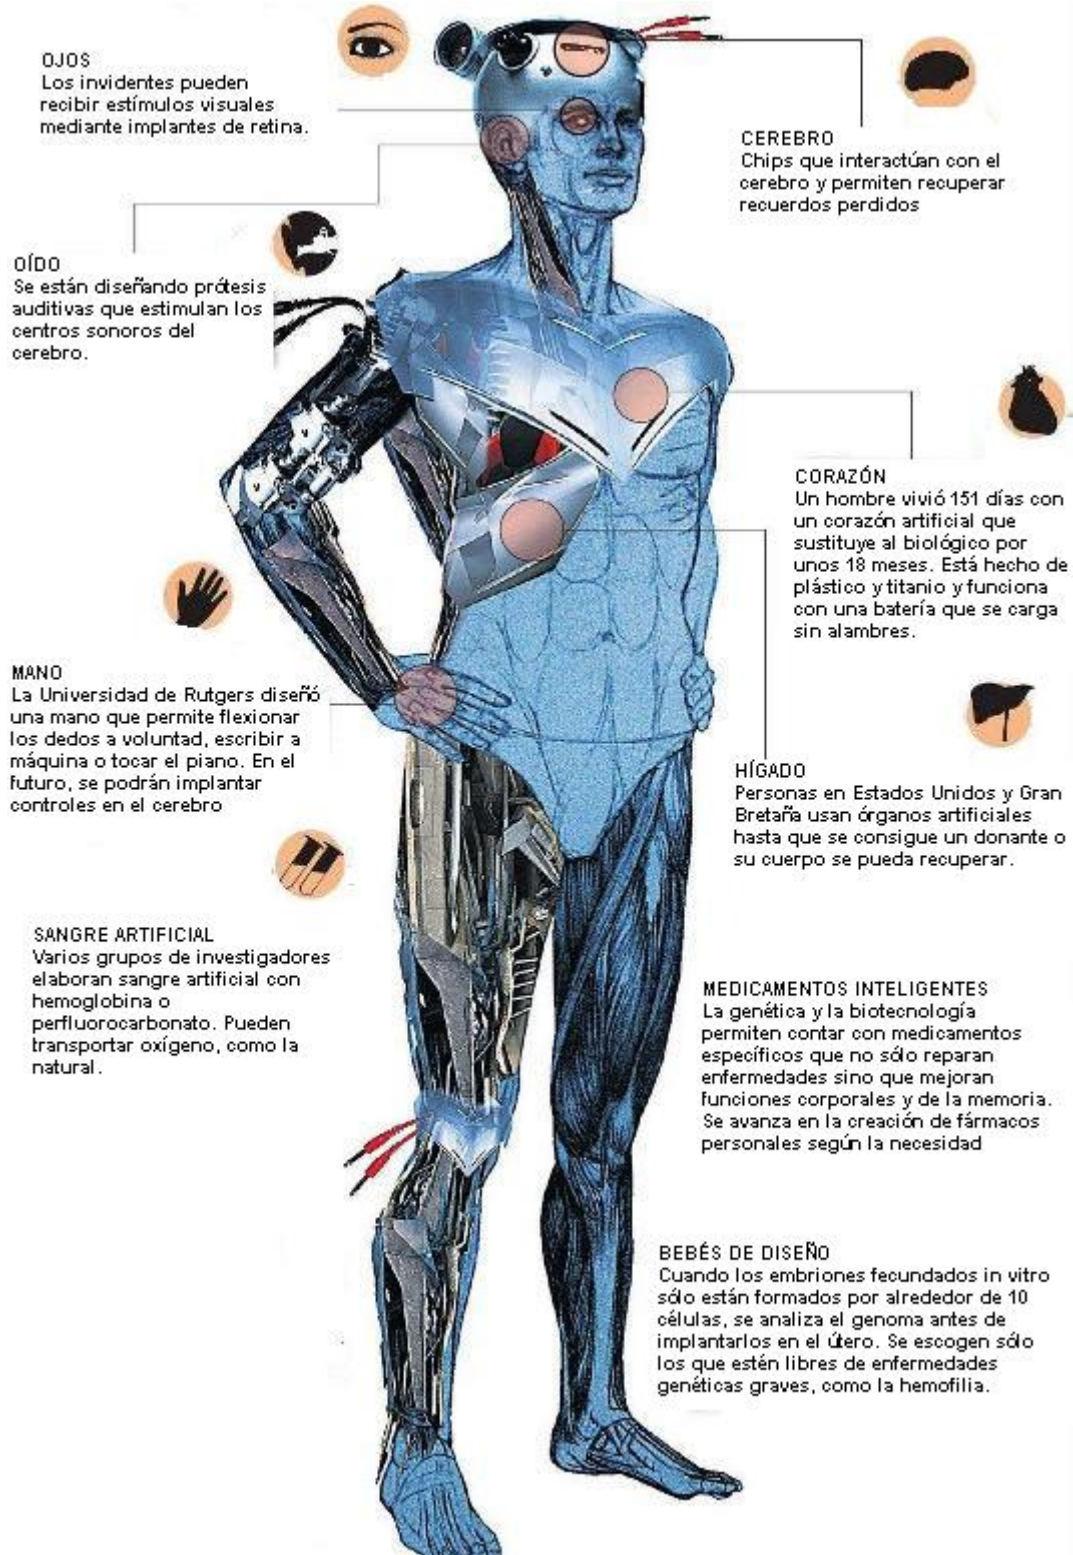 OJOS
Los invidentes pueden
recibir estímulos visuales
mediante implantes de retina.
CEREBRO
Chips que interactúan con el
cerebro y permiten recuperar
recuerdos perdidos
OÍDO
Se están diseñando prótesis
auditivas que estimulan los
centros sonoros del
cerebro.
CORAZÓN
Un hombre vivió 151 días con
un corazón artificial que
sustituye al biológico por
unos 18 meses. Está hecho de
plástico y titanio y funciona
con una batería que se carga
sin alambres.
MANO
La Universidad de Rutgers diseñó
una mano que permite flexionar
los dedos a voluntad, escribir a
máquina o tocar el piano. En el
futuro, se podrán implantar
controles en el cerebro
HÍGADO
Personas en Estados Unidos y Gran
Bretaña usan órganos artificiales
hasta que se consigue un donante o
su cuerpo se pueda recuperar.
SANGRE ARTIFICIAL
Varios grupos de investigadores
elaboran sangre artificial con
hemoglobina o
perfluorocarbonato. Pueden
transportar oxígeno, como la
natural.
MEDICAMENTOS INTELIGENTES
La genética y la biotecnología
permiten contar con medicamentos
específicos que no sólo reparan
enfermedades sino que mejoran
funciones corporales y de la memoria.
Se avanza en la creación de fármacos
personales según la necesidad
BEBÉS DE DISEÑO
Cuando los embriones fecundados in vitro
sólo están formados por alrededor de 10
células, se analiza el genoma antes de
implantarlos en el útero. Se escogen sólo
los que estén libres de enfermedades
genéticas graves, como la hemofilia.